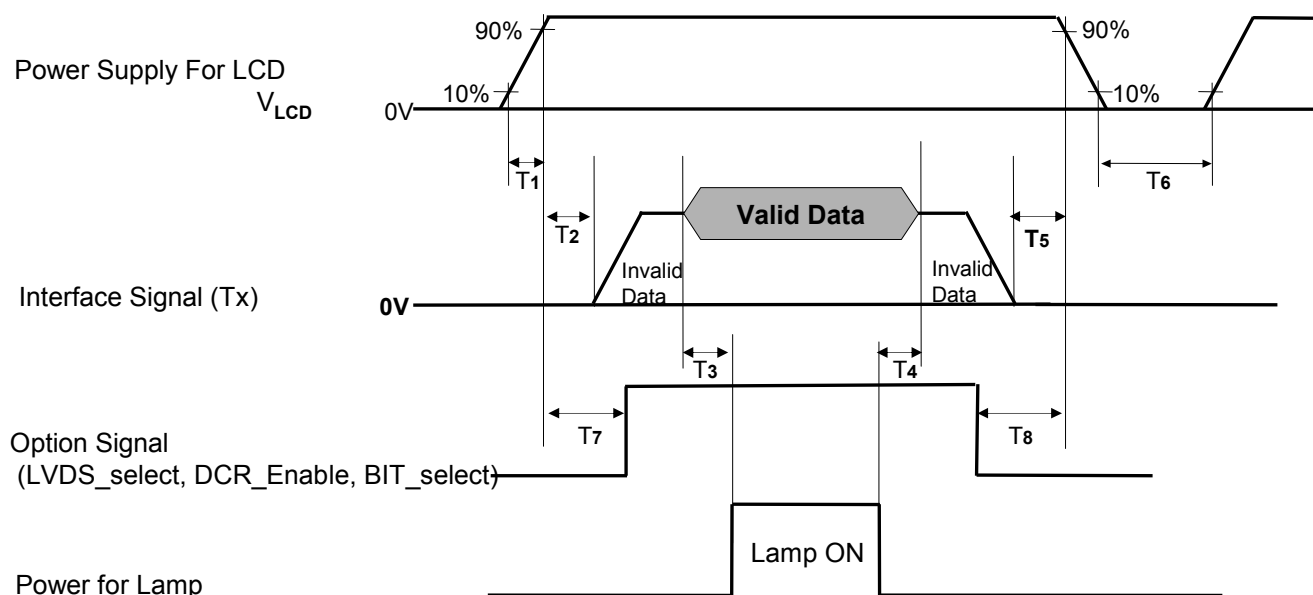 90%
90%
Power Supply For LCD
VLCD
10%
10%
0V
T1
T6
Valid Data
T2
T5
Invalid
Data
Invalid
Data
Interface Signal (Tx)
0V
T3
T4
T7
T8
Option Signal
(LVDS_select, DCR_Enable, BIT_select)
Lamp ON
Power for Lamp